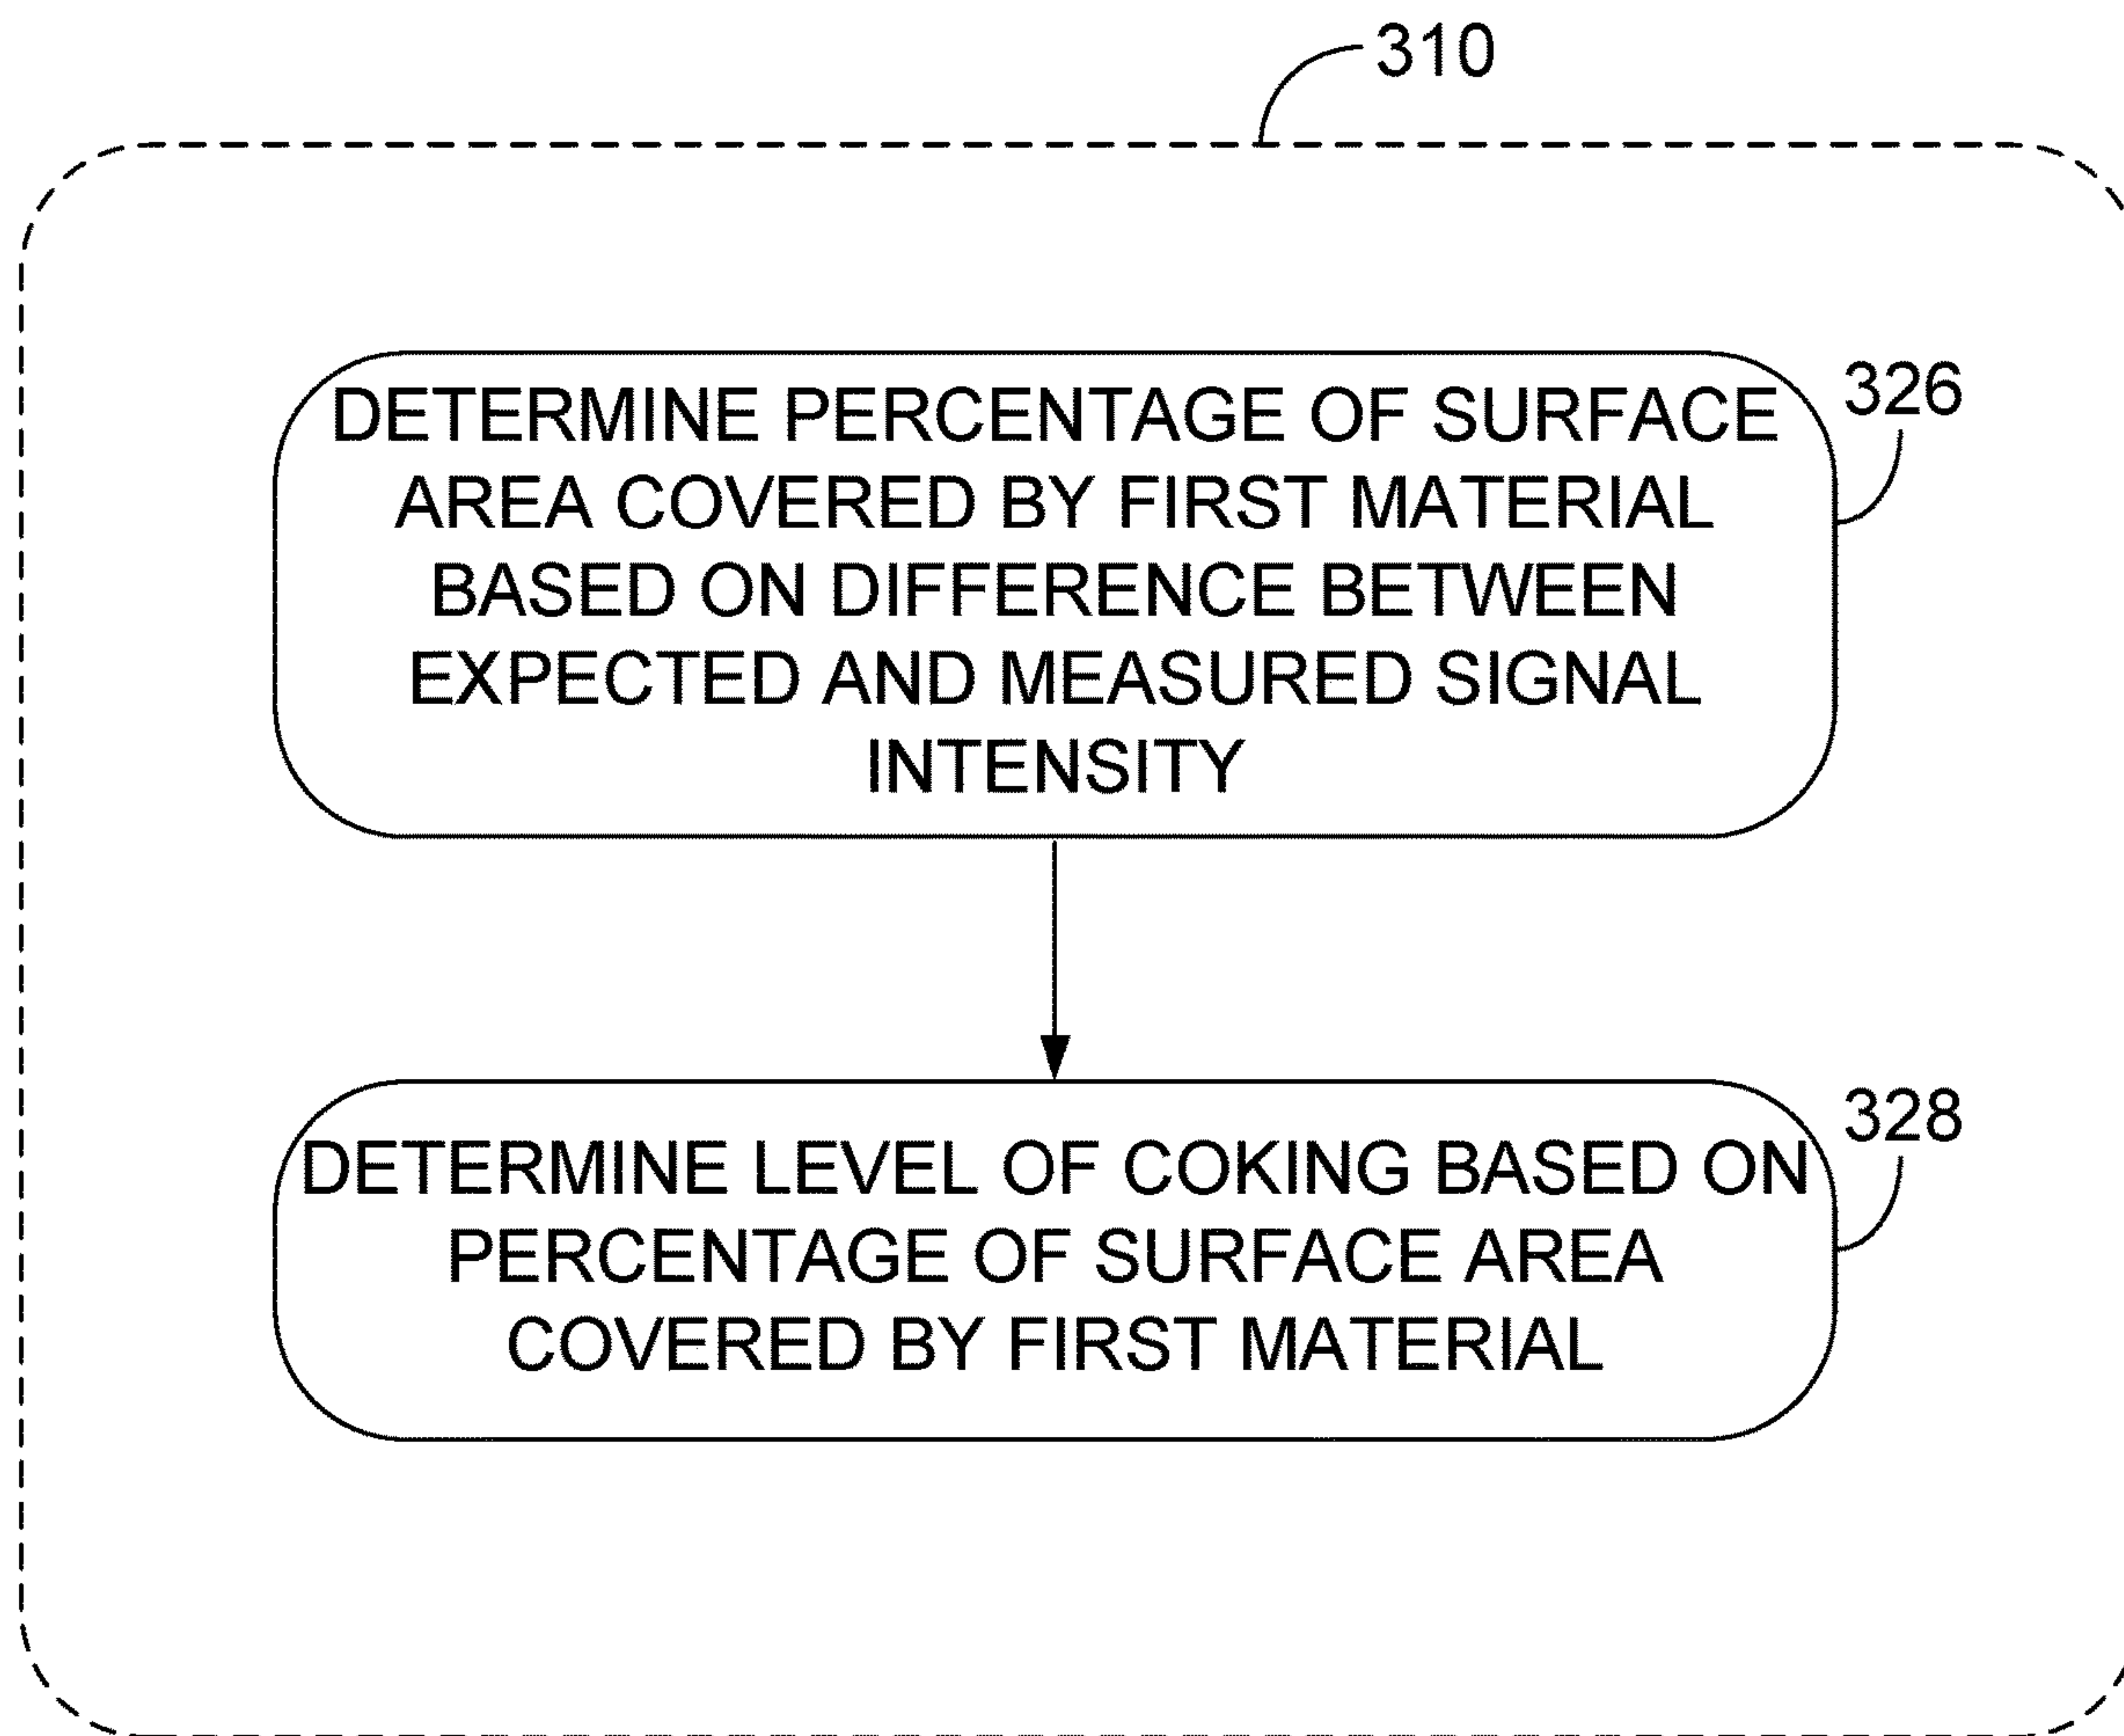 310
DETERMINE PERCENTAGE OF SURFACE
AREA COVERED BY FIRST MATERIAL
BASED ON DIFFERENCE BETWEEN
EXPECTED AND MEASURED SIGNAL
INTENSITY
326
DETERMINE LEVEL OF COKING BASED ON
PERCENTAGE OF SURFACE AREA
COVERED BY FIRST MATERIAL
328